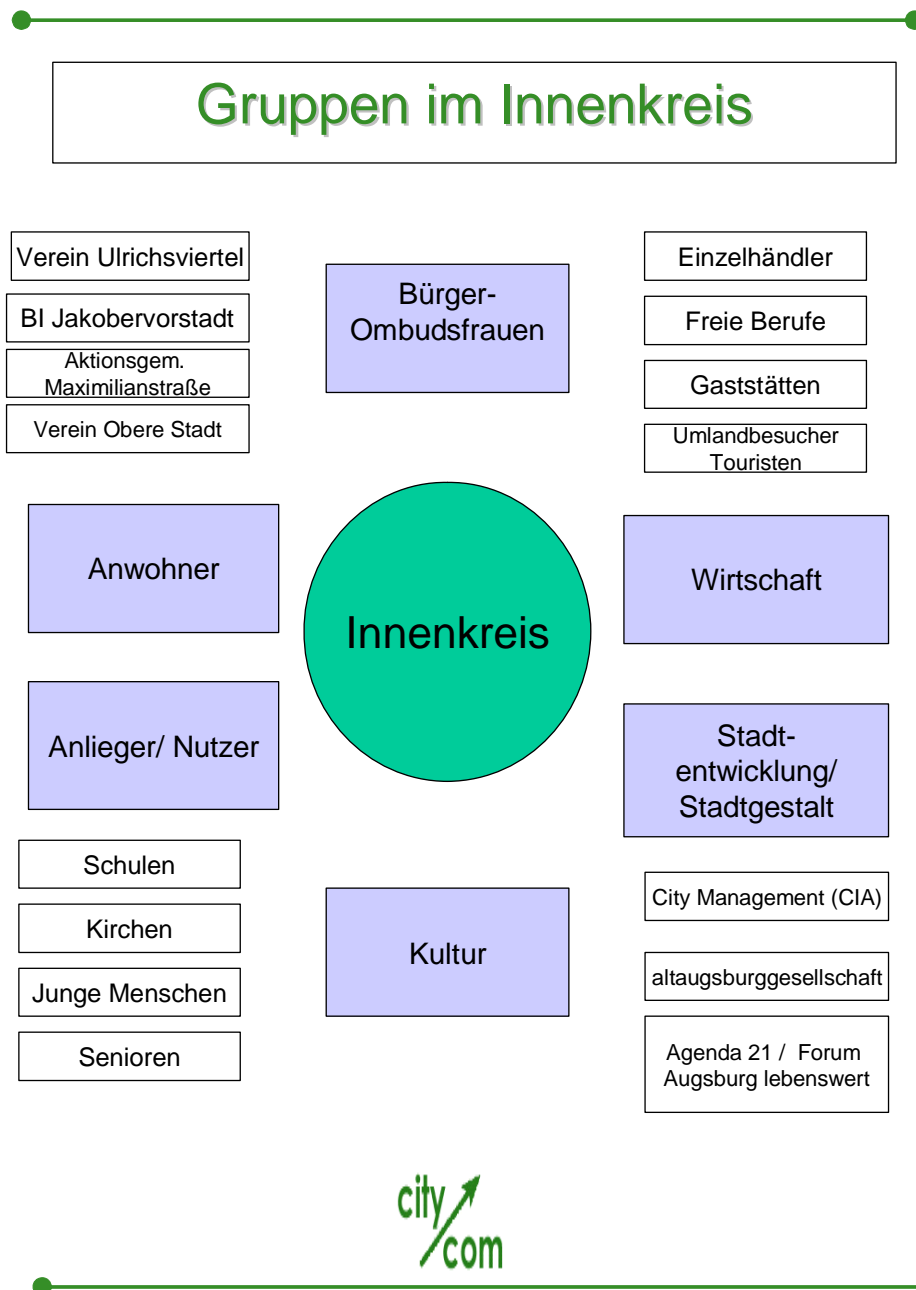 Gruppen im Innenkreis
Verein Ulrichsviertel
BI Jakobervorstadt
Aktionsgem.
Maximilianstraße
Verein Obere Stadt
Bürger-
Ombudsfrauen
Einzelhändler
Freie Berufe
Gaststätten
Umlandbesucher
Touristen
Anwohner
Innenkreis
Wirtschaft
Anlieger/ Nutzer
Stadt-
entwicklung/
Stadtgestalt
Schulen
Kirchen
Junge Menschen
Senioren
Kultur
City Management (CIA)
altaugsburggesellschaft
Agenda 21 / Forum
Augsburg lebenswert
city
com